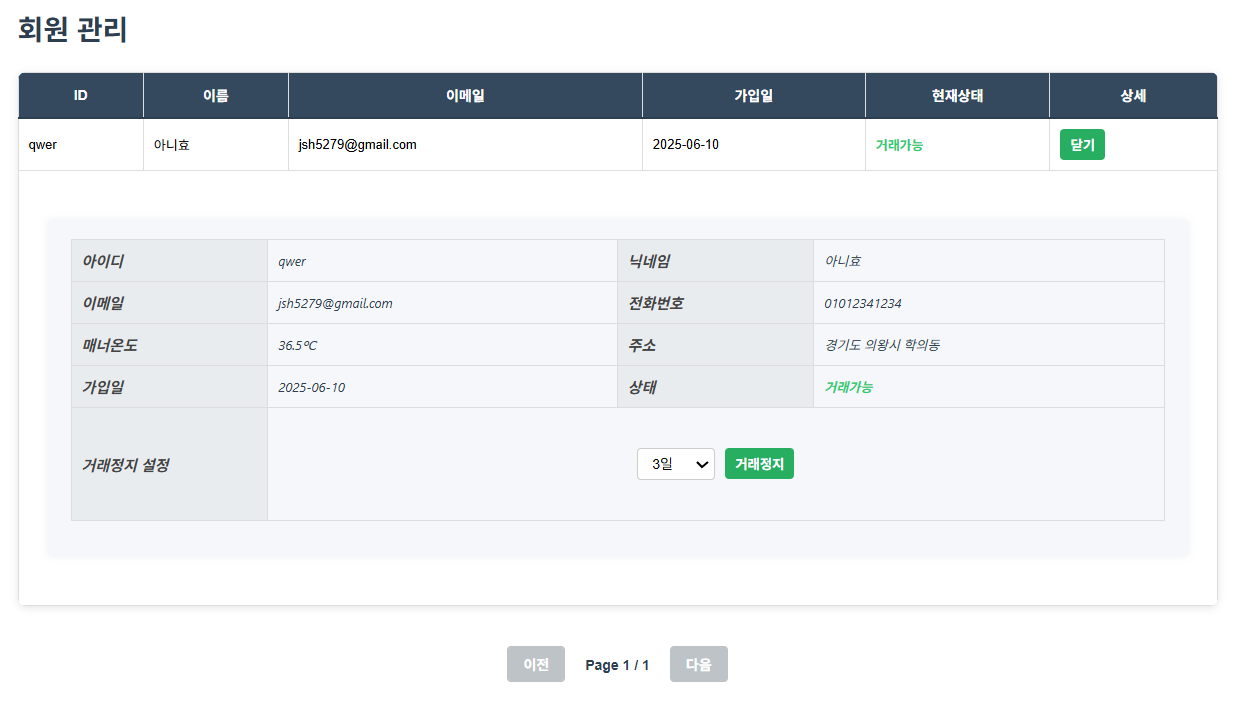 회원 관리
ID 이름 이메일 가입일 현재상태 상세
qwer 아니효 jsh5279@gmail.com 2025-06-10 거래가능 닫기
아이디 qwer 닉네임 아니효
이메일 jsh5279@gmail.com 전화번호 01012341234
매너온도 36.5℃ 주소 경기도 의왕시 학의동
가입일 2025-06-10 상태 거래가능
거래정지 설정 3일 거래정지
이전 Page 1 / 1 다음